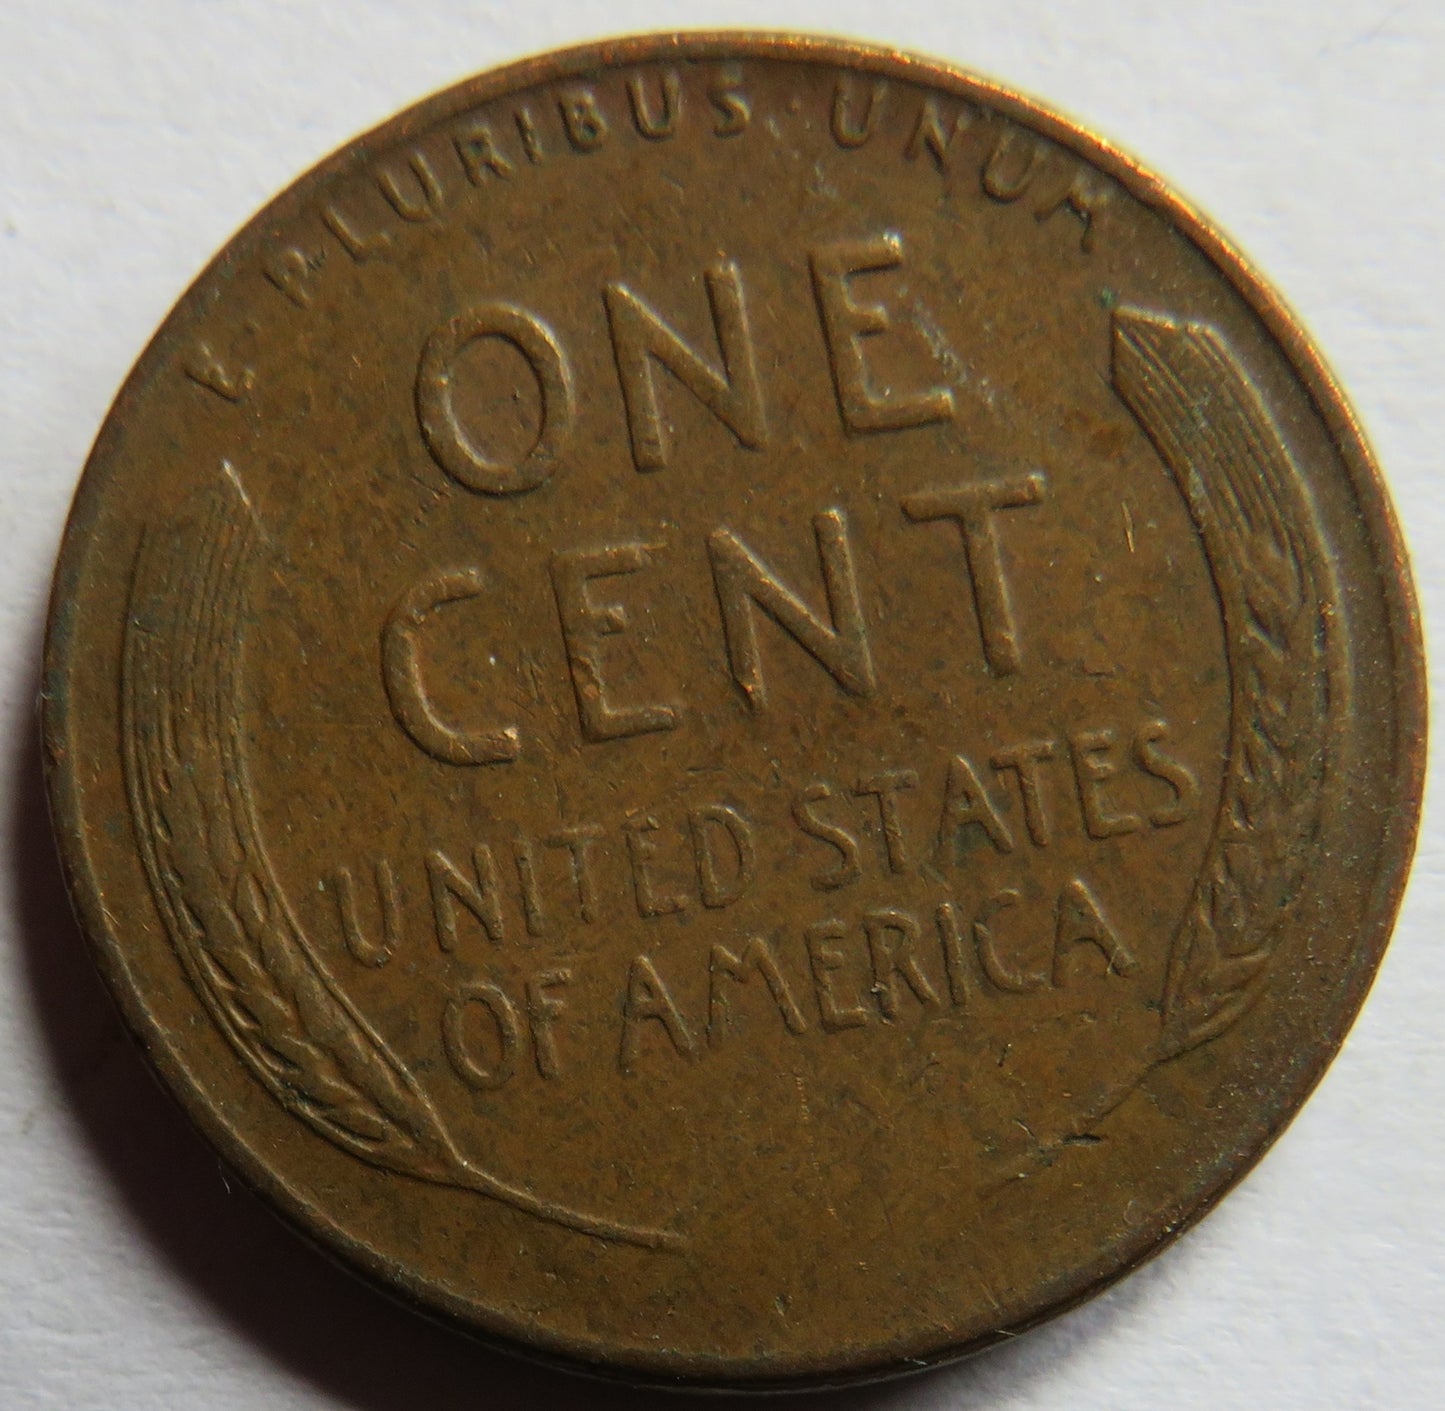 E · PLURIBUS · UNUM
ONE
CENT
UNITED STATES
OF AMERICA